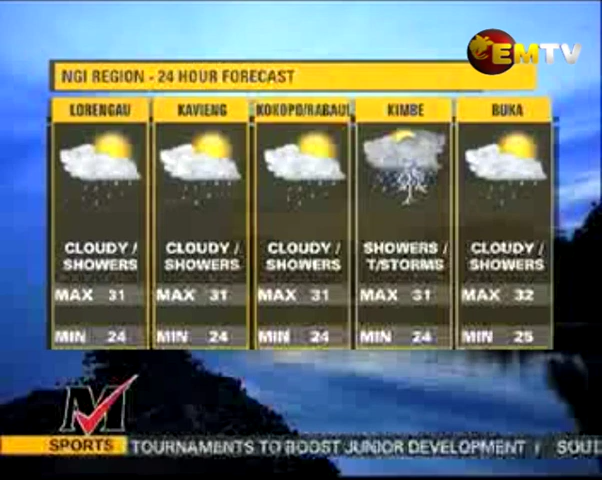 EMTV
NGI REGION - 24 HOUR FORECAST
LORENGAU KAVIENG KOKOPO/RABAUL KIMBE BUKA
CLOUDY / SHOWERS
MAX 31
MIN 24
CLOUDY / SHOWERS
MAX 31
MIN 24
CLOUDY / SHOWERS
MAX 31
MIN 24
SHOWERS / T/STORMS
MAX 31
MIN 24
CLOUDY / SHOWERS
MAX 32
MIN 25
M
SPORTS TOURNAMENTS TO BOOST JUNIOR DEVELOPMENT